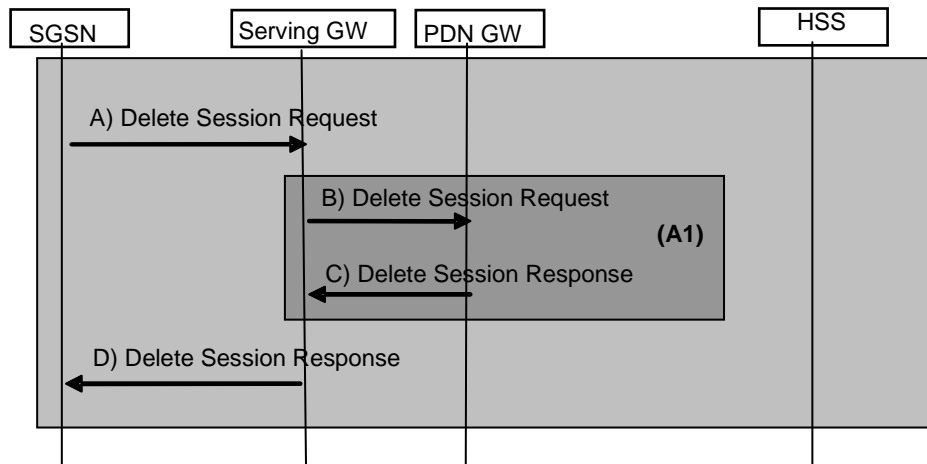 SGSN
Serving GW
PDN GW
HSS
A) Delete Session Request
B) Delete Session Request
(A1)
C) Delete Session Response
D) Delete Session Response